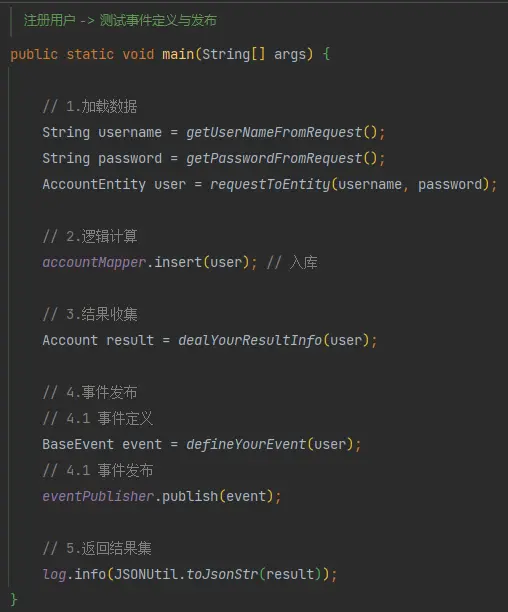 注册用户 -> 测试事件定义与发布
public static void main(String[] args) {
// 1.加载数据
String username = getUserNameFromRequest();
String password = getPasswordFromRequest();
AccountEntity user = requestToEntity(username, password);
// 2.逻辑计算
accountMapper.insert(user); // 入库
// 3.结果收集
Account result = dealYourResultInfo(user);
// 4.事件发布
// 4.1 事件定义
BaseEvent event = defineYourEvent(user);
// 4.1 事件发布
eventPublisher.publish(event);
// 5.返回结果集
log.info(JSONUtil.toJsonStr(result));
}